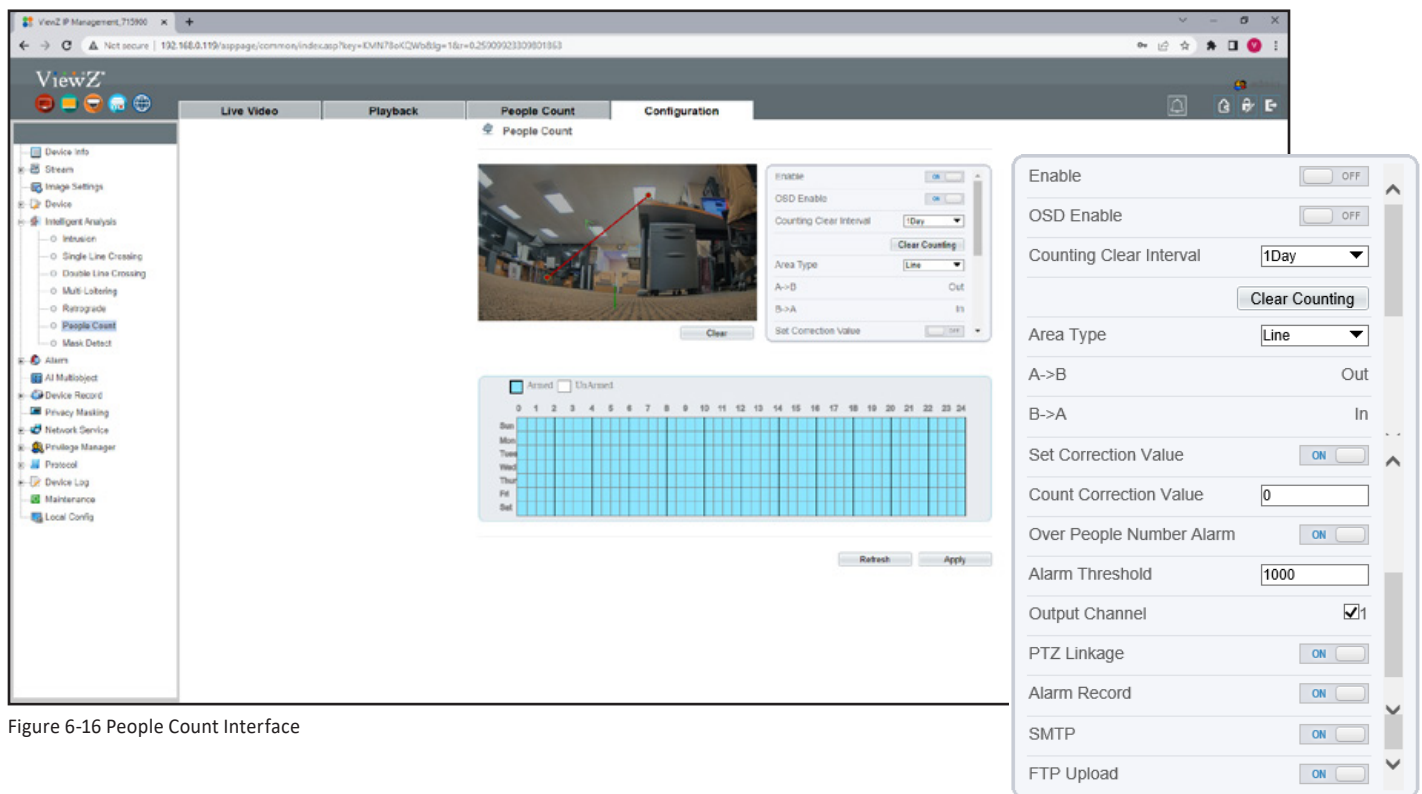 ViewZ IP Management,715900
Not secure | 192.168.0.119/asppage/common/index.asp?key=KMN78oKQWb&lg=1&r=0.25909923309801863
ViewZ
Live Video
Playback
People Count
Configuration
Device Info
Stream
Image Settings
Device
Intelligent Analysis
Intrusion
Single Line Crossing
Double Line Crossing
Multi Loitering
Retrograde
People Count
Mask Detect
Alarm
AI Multiobject
Device Record
Privacy Masking
Network Service
Privilege Manager
Protocol
Device Log
Maintenance
Local Config
People Count
Clear
Enable ON
OSD Enable ON
Counting Clear Interval 1Day
Clear Counting
Area Type Line
A->B Out
B->A In
Set Correction Value OFF
Armed UnArmed
0 1 2 3 4 5 6 7 8 9 10 11 12 13 14 15 16 17 18 19 20 21 22 23 24
Sun
Mon
Tues
Wed
Thur
Fri
Sat
Refresh Apply
Enable OFF
OSD Enable OFF
Counting Clear Interval 1Day
Clear Counting
Area Type Line
A->B Out
B->A In
Set Correction Value ON
Count Correction Value 0
Over People Number Alarm ON
Alarm Threshold 1000
Output Channel 1
PTZ Linkage ON
Alarm Record ON
SMTP ON
FTP Upload ON
Figure 6-16 People Count Interface